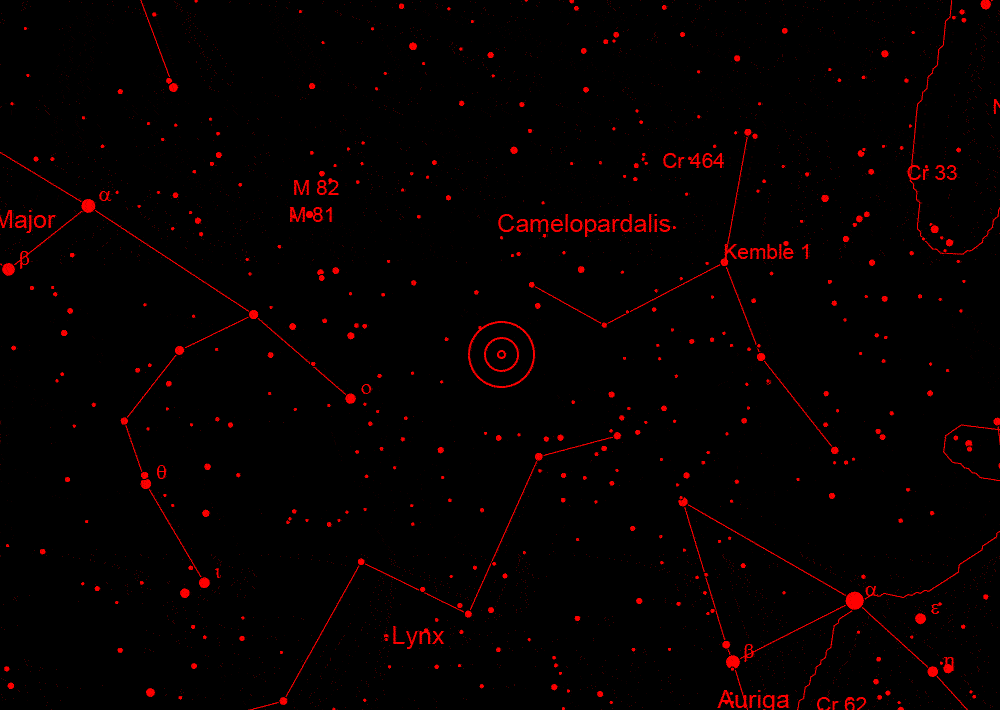 N
Cr 464
Cr 33
M 82
α
M 81
Major
Camelopardalis
β
Kemble 1
ο
θ
ι
α
ε
Lynx
β
η
Auriga
Cr 62